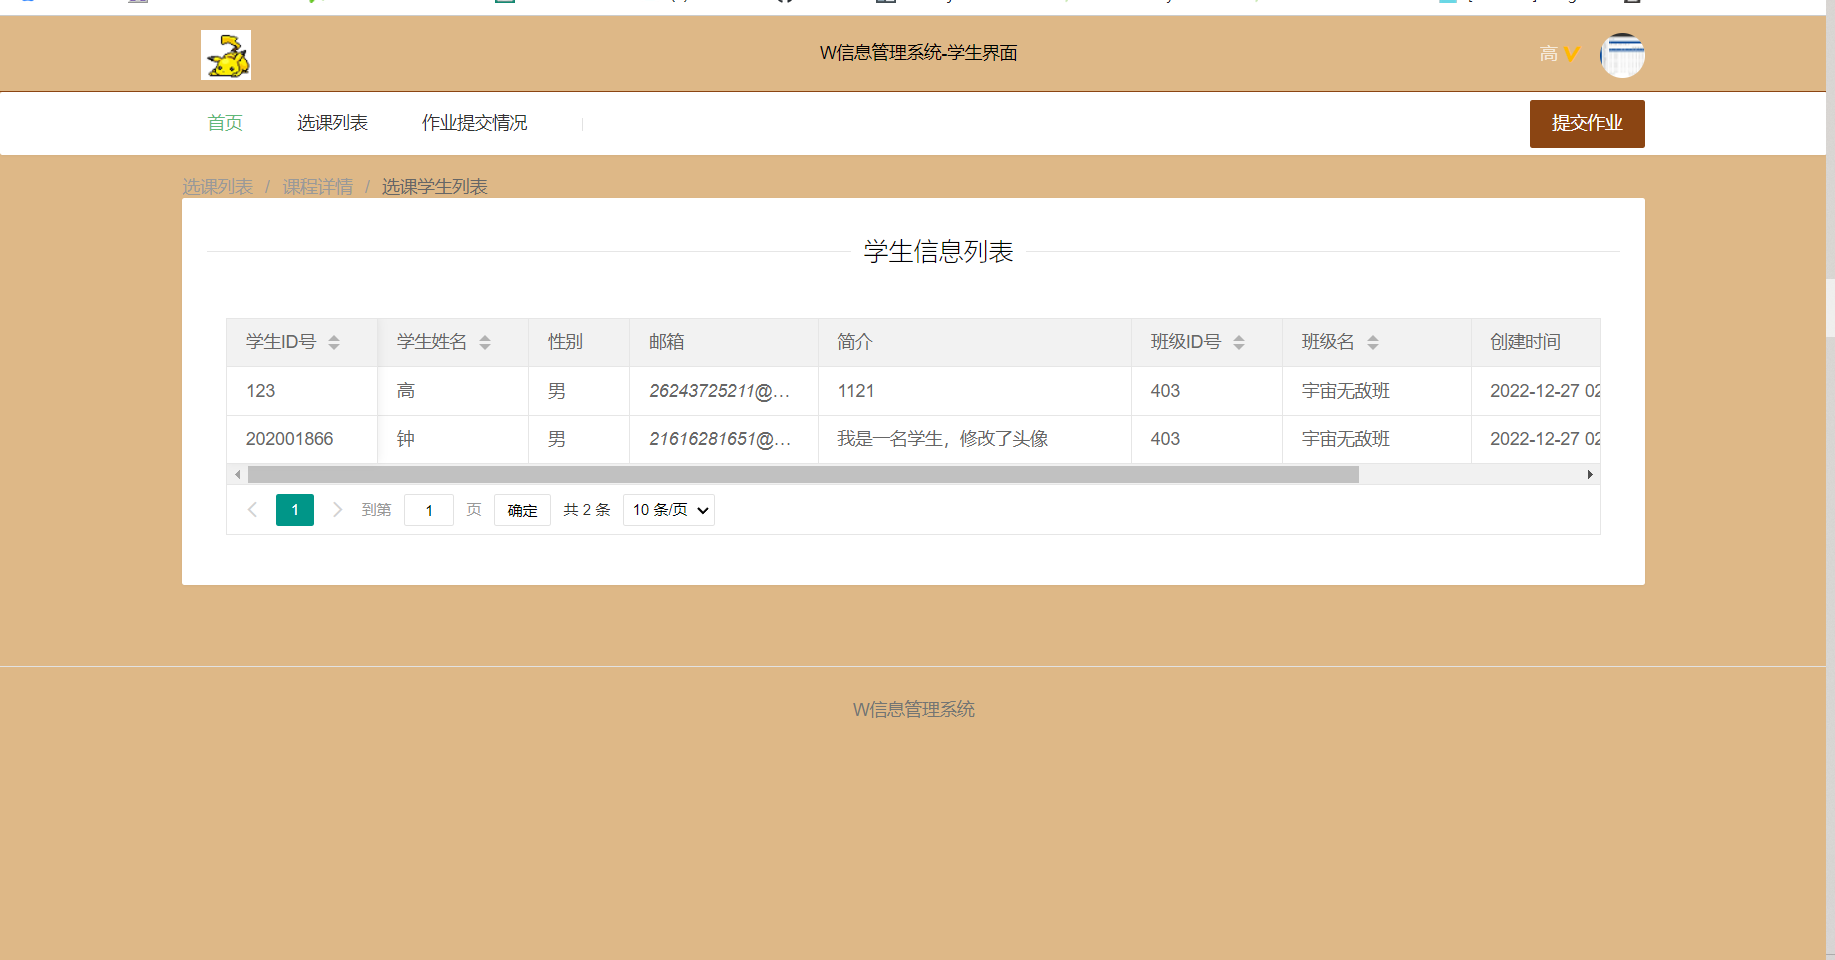 W信息管理系统-学生界面
高
首页 选课列表 作业提交情况 提交作业
选课列表 / 课程详情 / 选课学生列表
学生信息列表
学生ID号 学生姓名 性别 邮箱 简介 班级ID号 班级名 创建时间
123 高 男 26243725211@... 1121 403 宇宙无敌班 2022-12-27 02
202001866 钟 男 21616281651@... 我是一名学生，修改了头像 403 宇宙无敌班 2022-12-27 02
1 到第 1 页 确定 共 2 条 10 条/页
W信息管理系统